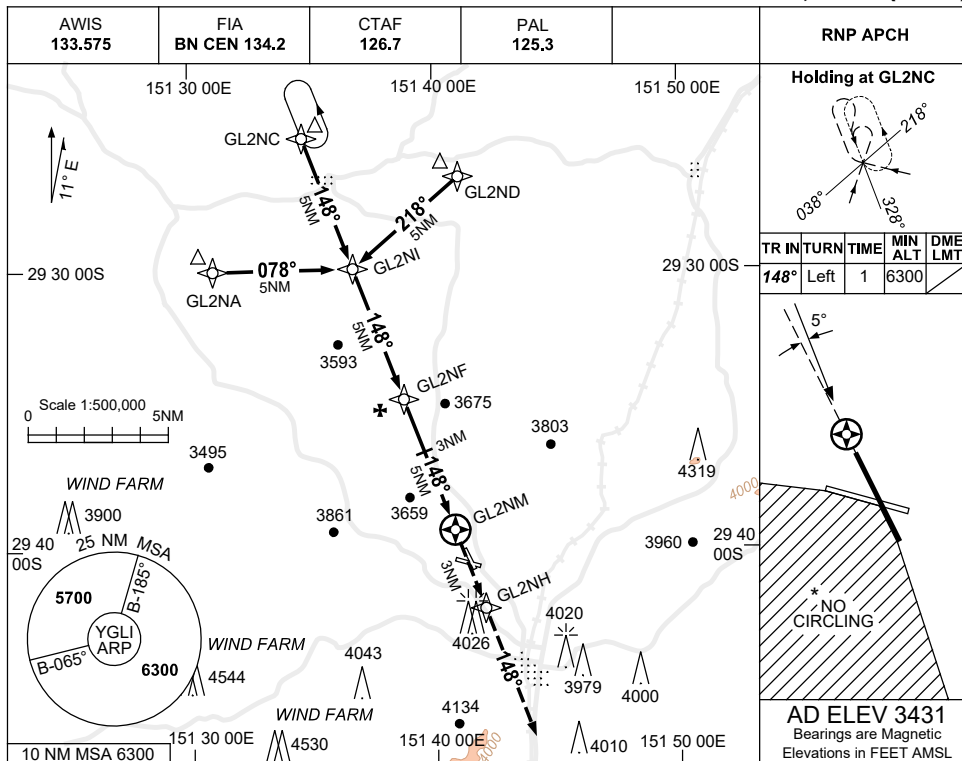 AWIS
133.575
FIA
BN CEN 134.2
CTAF
126.7
PAL
125.3
RNP APCH
151 30 00E
151 40 00E
151 50 00E
11° E
GL2NC
148°
5NM
GL2ND
218°
5NM
GL2NI
078°
5NM
GL2NA
29 30 00S
29 30 00S
148°
5NM
3593
GL2NF
3675
Scale 1:500,000
0
5NM
3NM
148°
5NM
3803
3495
4319
4000
WIND FARM
3900
3659
3861
GL2NM
3960
29 40
00S
29 40
00S
25 NM MSA
5700
B-185°
YGLI
ARP
B-065°
6300
3NM
GL2NH
4026
4020
3979
4000
WIND FARM
4544
4043
148°
WIND FARM
4530
4134
4000
4010
10 NM MSA 6300
151 30 00E
151 40 00E
151 50 00E
Holding at GL2NC
218°
038°
328°
TR IN TURN TIME MIN ALT DME LMT
148° Left 1 6300
5°
*
NO
CIRCLING
AD ELEV 3431
Bearings are Magnetic
Elevations in FEET AMSL